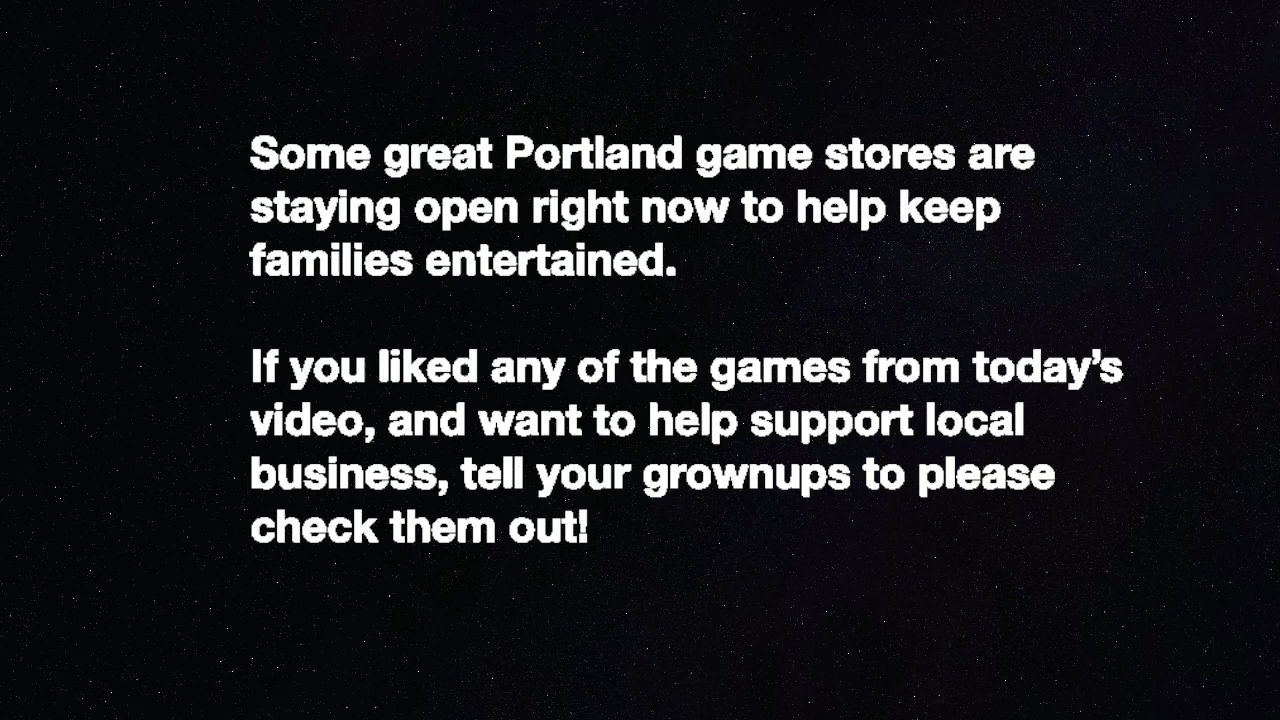 Some great Portland game stores are
staying open right now to help keep
families entertained.
If you liked any of the games from today’s
video, and want to help support local
business, tell your grownups to please
check them out!